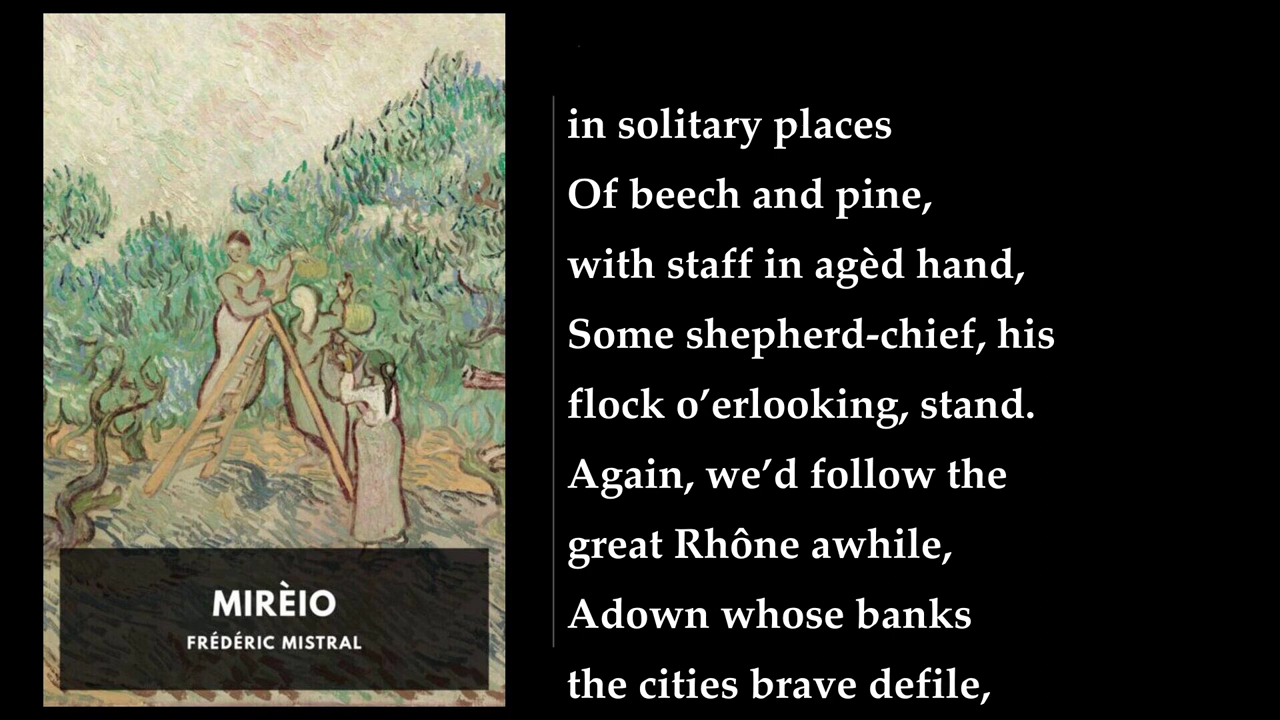 MIRÈIO
FRÉDÉRIC MISTRAL
in solitary places
Of beech and pine,
with staff in agèd hand,
Some shepherd-chief, his
flock o’erlooking, stand.
Again, we’d follow the
great Rhône awhile,
Adown whose banks
the cities brave defile,